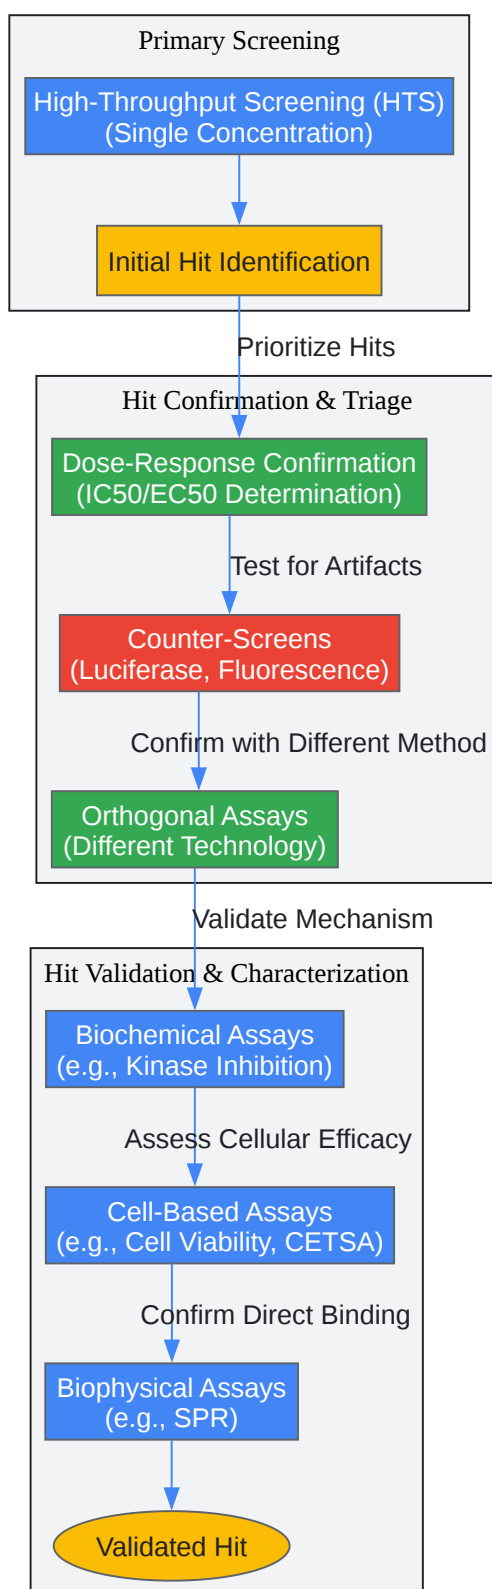 Primary Screening
High-Throughput Screening (HTS)
(Single Concentration)
Initial Hit Identification
Prioritize Hits
Hit Confirmation & Triage
Dose-Response Confirmation
(IC50/EC50 Determination)
Test for Artifacts
Counter-Screens
(Luciferase, Fluorescence)
Confirm with Different Method
Orthogonal Assays
(Different Technology)
Validate Mechanism
Hit Validation & Characterization
Biochemical Assays
(e.g., Kinase Inhibition)
Assess Cellular Efficacy
Cell-Based Assays
(e.g., Cell Viability, CETSA)
Confirm Direct Binding
Biophysical Assays
(e.g., SPR)
Validated Hit